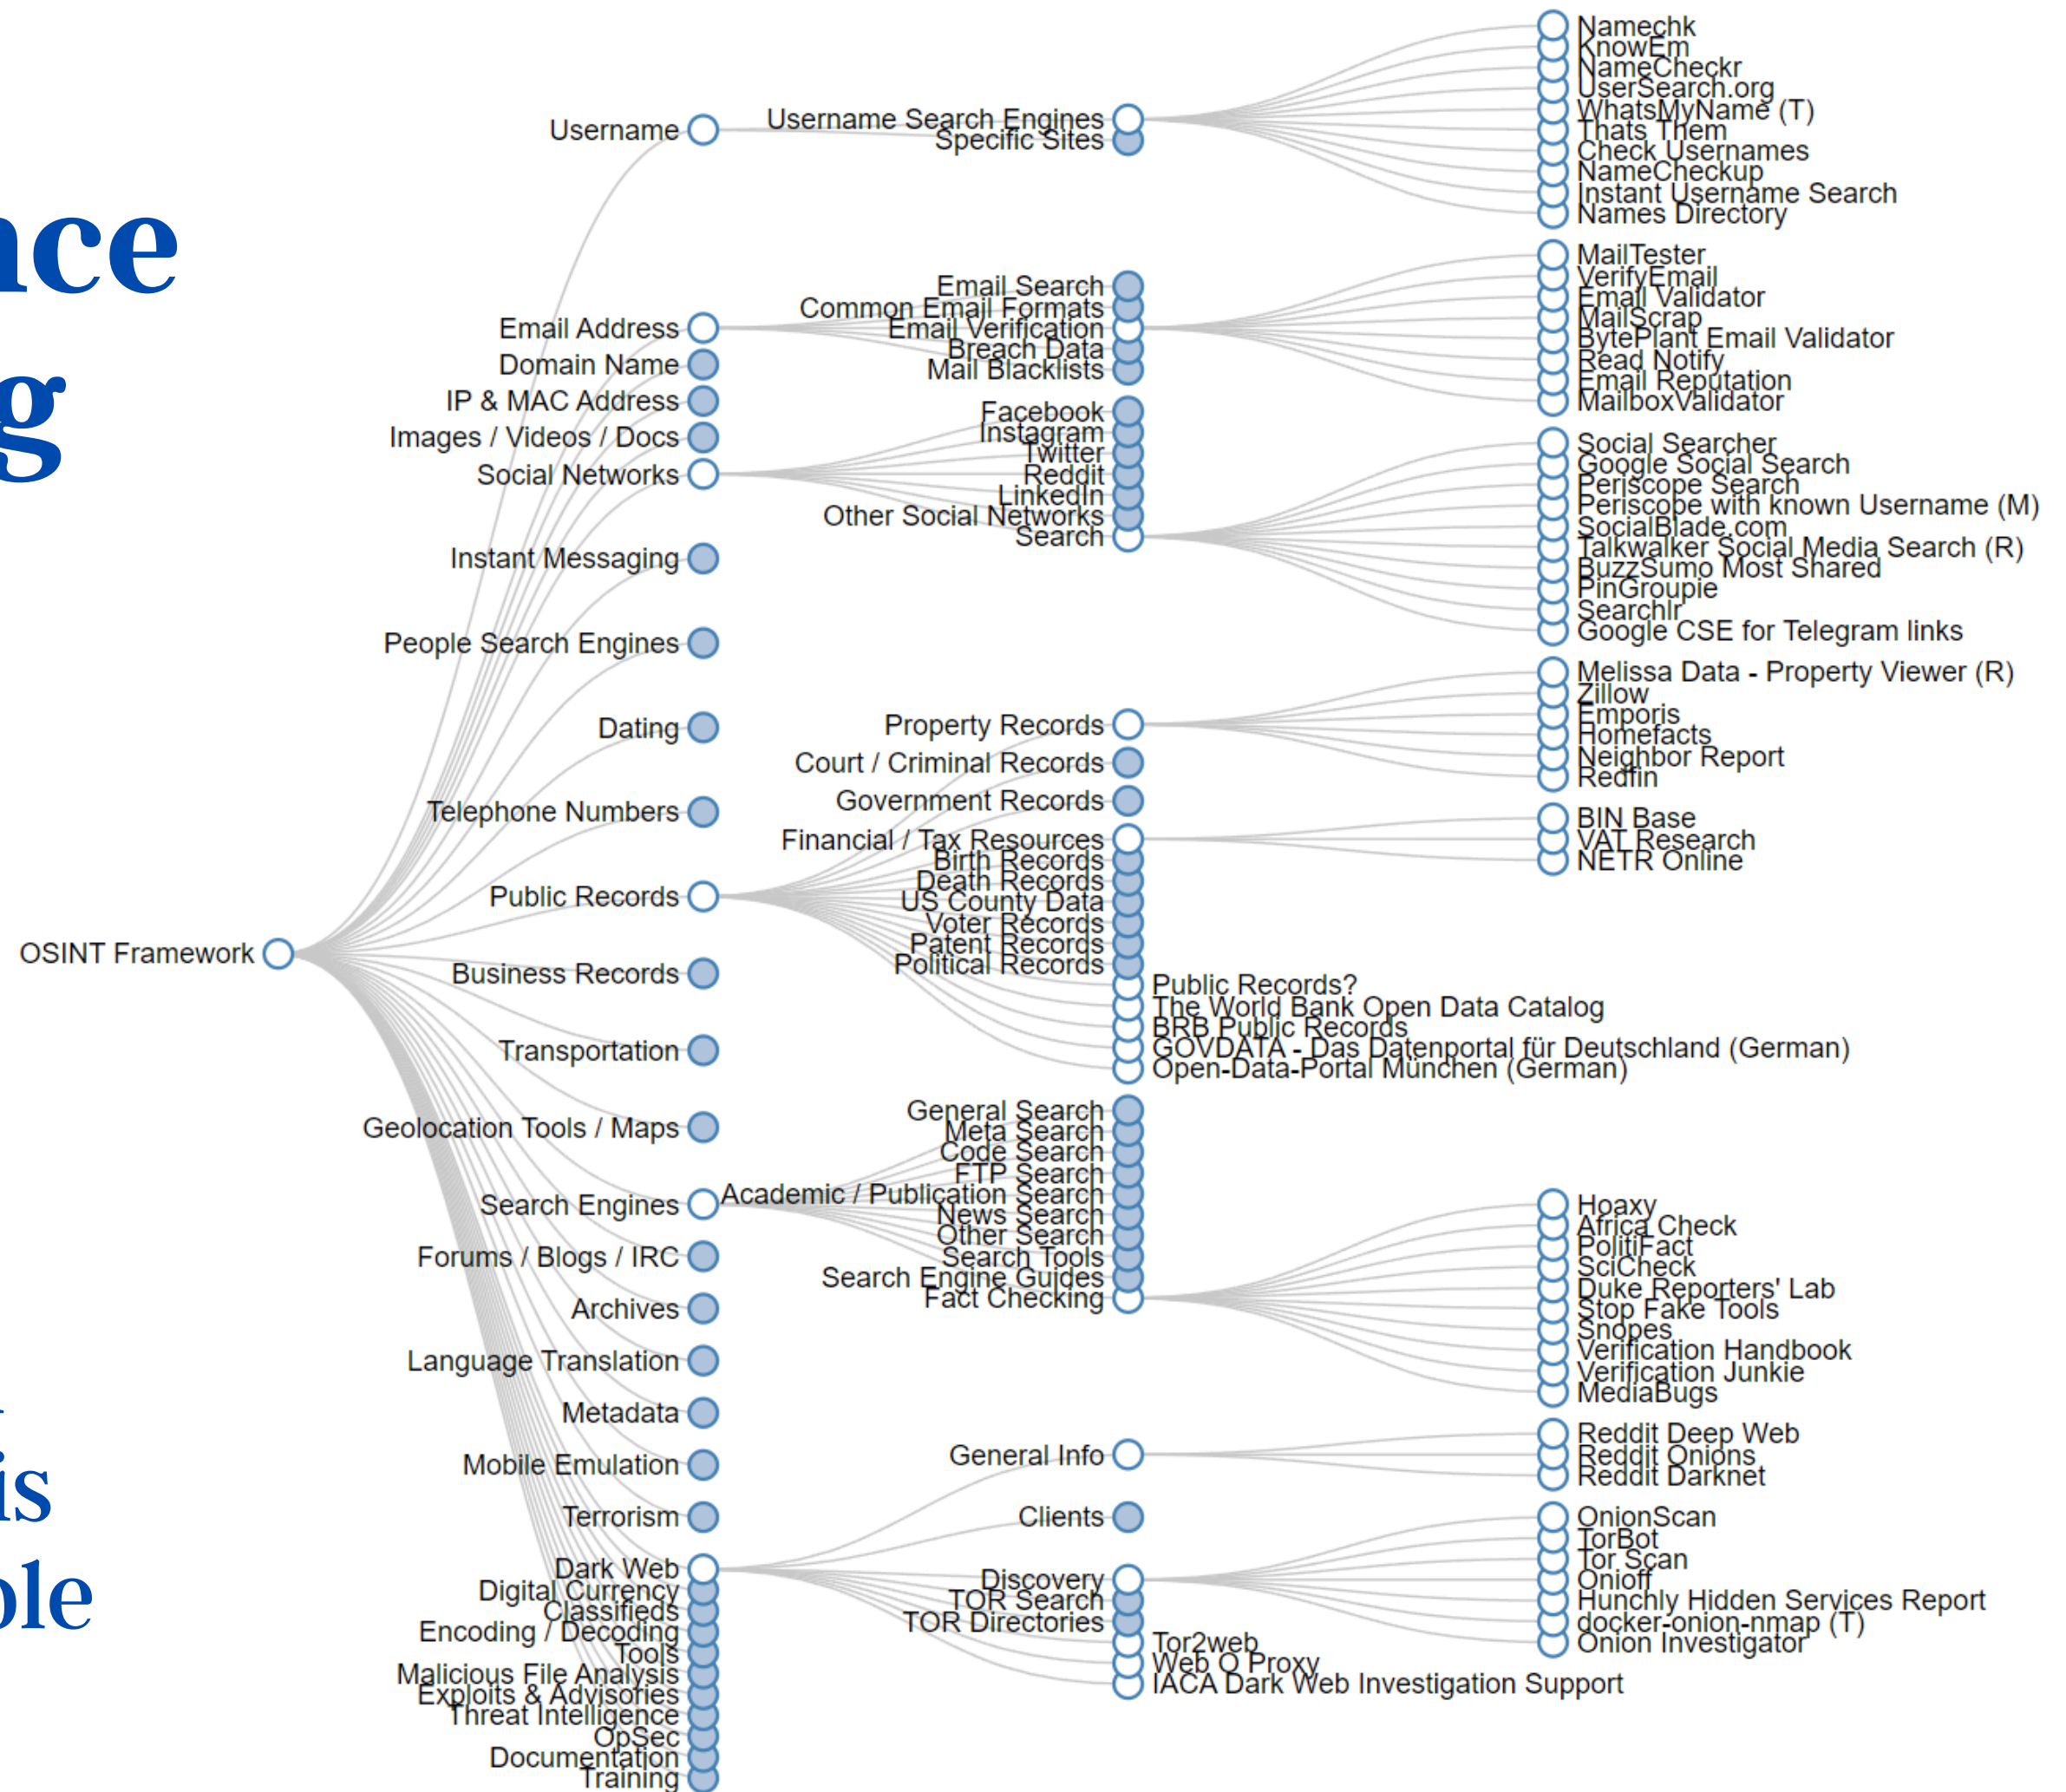 nce
g
is
ble
OSINT Framework
Username
Email Address
Domain Name
IP & MAC Address
Images / Videos / Docs
Social Networks
Instant Messaging
People Search Engines
Dating
Telephone Numbers
Public Records
Business Records
Transportation
Geolocation Tools / Maps
Search Engines
Forums / Blogs / IRC
Archives
Language Translation
Metadata
Mobile Emulation
Terrorism
Dark Web
Digital Currency
Classifieds
Encoding / Decoding
Tools
Malicious File Analysis
Exploits & Advisories
Threat Intelligence
OpSec
Documentation
Training
Username Search Engines
Specific Sites
Email Search
Common Email Formats
Email Verification
Breach Data
Mail Blacklists
Facebook
Instagram
Twitter
Reddit
LinkedIn
Other Social Networks
Search
Property Records
Court / Criminal Records
Government Records
Financial / Tax Resources
Birth Records
Death Records
US County Data
Voter Records
Patent Records
Political Records
Public Records?
The World Bank Open Data Catalog
BRB Public Records
GOVDATA - Das Datenportal für Deutschland (German)
Open-Data-Portal München (German)
General Search
Meta Search
Code Search
FTP Search
Academic / Publication Search
News Search
Other Search
Search Tools
Search Engine Guides
Fact Checking
General Info
Clients
Discovery
TOR Search
TOR Directories
Tor2web
Web O Proxy
IACA Dark Web Investigation Support
Namechk
KnowEm
NameCheckr
UserSearch.org
WhatsMyName (T)
Thats Them
Check Usernames
NameCheckup
Instant Username Search
Names Directory
MailTester
VerifyEmail
Email Validator
MailScrap
BytePlant Email Validator
Read Notify
Email Reputation
MailboxValidator
Social Searcher
Google Social Search
Periscope Search
Periscope with known Username (M)
SocialBlade.com
Talkwalker Social Media Search (R)
BuzzSumo Most Shared
PinGroupie
Searchlr
Google CSE for Telegram links
Melissa Data - Property Viewer (R)
Zillow
Emporis
Homefacts
Neighbor Report
Redfin
BIN Base
VAT Research
NETR Online
Hoaxy
Africa Check
PolitiFact
SciCheck
Duke Reporters' Lab
Stop Fake Tools
Snopes
Verification Handbook
Verification Junkie
MediaBugs
Reddit Deep Web
Reddit Onions
Reddit Darknet
OnionScan
TorBot
Tor Scan
Onioff
Hunchly Hidden Services Report
docker-onion-nmap (T)
Onion Investigator